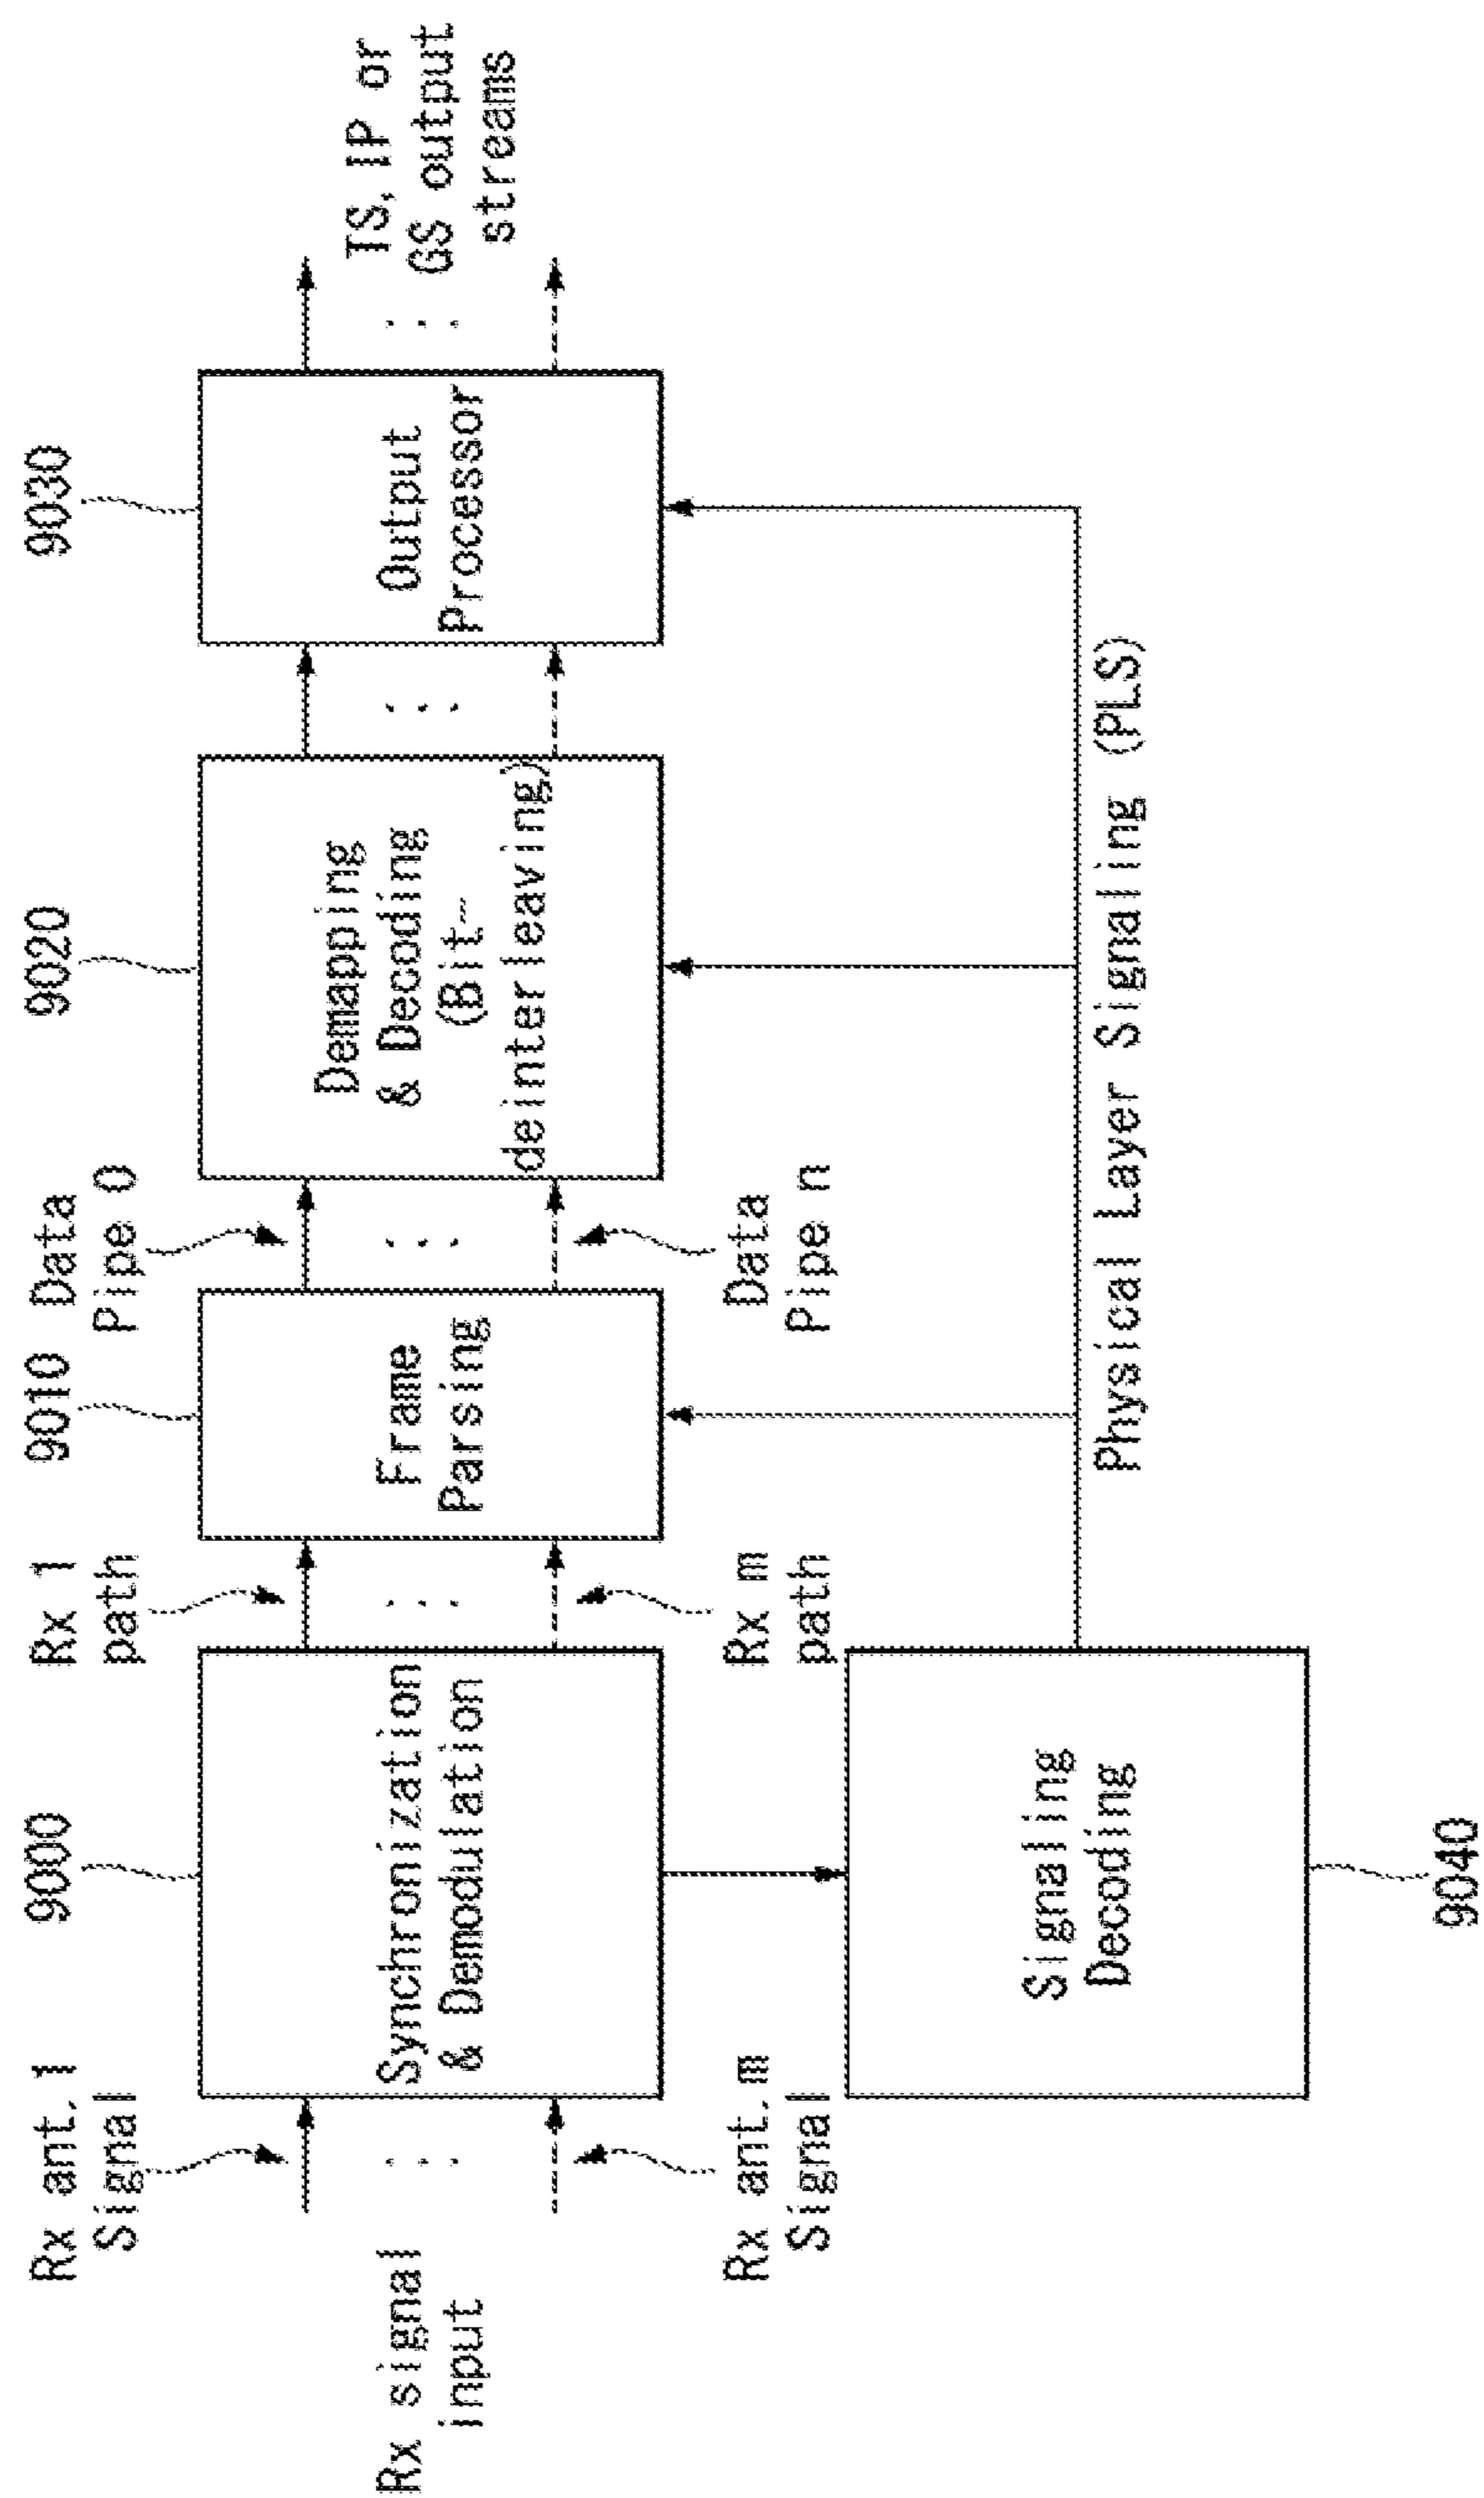 Rx ant.1
Signal
9000
Rx 1
path
9010
Data
Pipe 0
9020
9030
Rx signal
input
Synchronization
& Demodulation
Frame
Parsing
Demapping
& Decoding
(Bit-
deinterleaving)
Output
Processor
TS, IP or
GS output
streams
Rx ant.m
Signal
Rx m
path
Data
Pipe n
Signaling
Decoding
Physical Layer Signaling (PLS)
9040